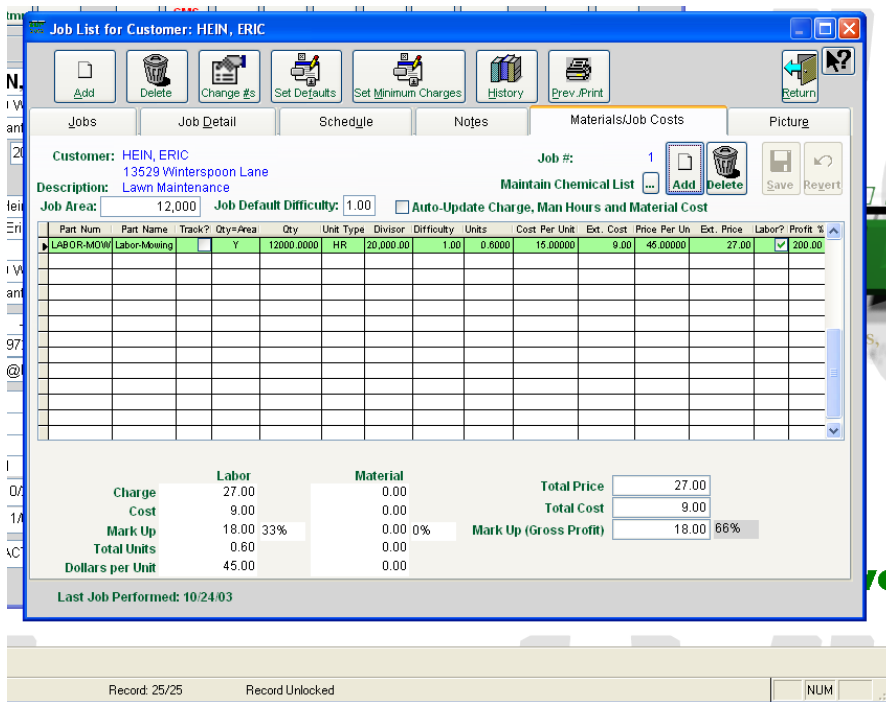 Job List for Customer: HEIN, ERIC
Add Delete Change #s Set Defaults Set Minimum Charges History Prev./Print Return
Jobs Job Detail Schedule Notes Materials/Job Costs Picture
Customer: HEIN, ERIC Job #: 1
13529 Winterspoon Lane
Description: Lawn Maintenance Maintain Chemical List ... Add Delete Save Revert
Job Area: 12,000 Job Default Difficulty: 1.00 Auto-Update Charge, Man Hours and Material Cost
Part Num Part Name Track? Qty=Area Qty Unit Type Divisor Difficulty Units Cost Per Unit Ext. Cost Price Per Un Ext. Price Labor? Profit %
LABOR-MOW Labor-Mowing Y 12000.0000 HR 20,000.00 1.00 0.6000 15.00000 9.00 45.00000 27.00 200.00
Labor Material
Charge 27.00 0.00 Total Price 27.00
Cost 9.00 0.00 Total Cost 9.00
Mark Up 18.00 33% 0.00 0% Mark Up (Gross Profit) 18.00 66%
Total Units 0.60 0.00
Dollars per Unit 45.00 0.00
Last Job Performed: 10/24/03
Record: 25/25 Record Unlocked NUM